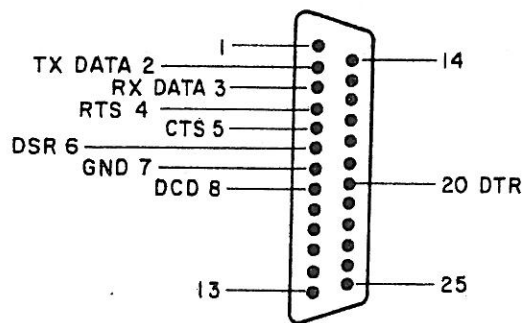 1
14
TX DATA 2
RX DATA 3
RTS 4
CTS 5
DSR 6
GND 7
DCD 8
20 DTR
13
25